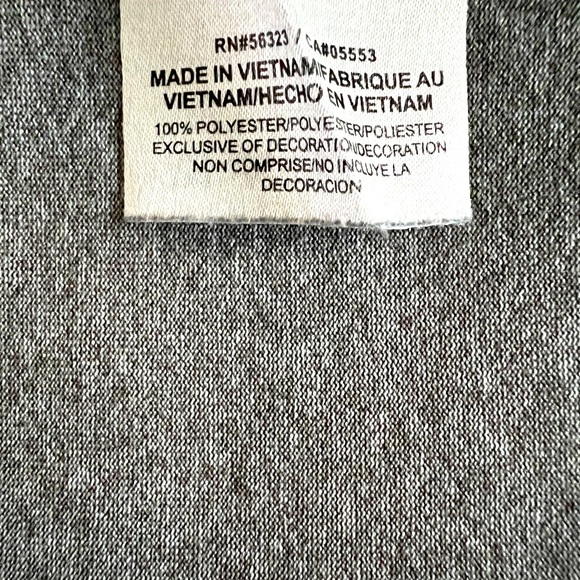 RN#56323 / CA#05553
MADE IN VIETNAM/FABRIQUE AU
VIETNAM/HECHO EN VIETNAM
100% POLYESTER/POLYESTER/POLIESTER
EXCLUSIVE OF DECORATION/DECORATION
NON COMPRISE/NO INCLUYE LA
DECORACION